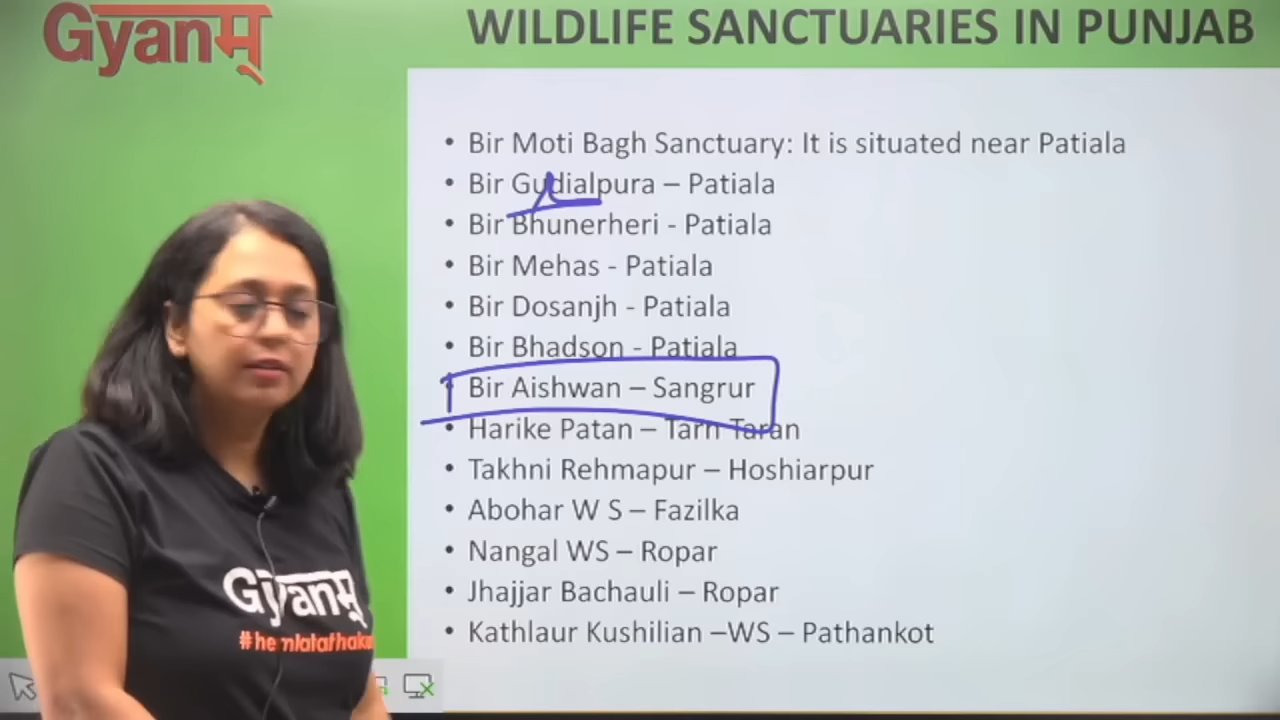 Gyanम्
WILDLIFE SANCTUARIES IN PUNJAB
• Bir Moti Bagh Sanctuary: It is situated near Patiala
• Bir Gudialpura – Patiala
• Bir Bhunerheri - Patiala
• Bir Mehas - Patiala
• Bir Dosanjh - Patiala
• Bir Bhadson - Patiala
• Bir Aishwan – Sangrur
• Harike Patan – Tarn Taran
• Takhni Rehmapur – Hoshiarpur
• Abohar W S – Fazilka
• Nangal WS – Ropar
• Jhajjar Bachauli – Ropar
• Kathlaur Kushilian –WS – Pathankot
Gyanम्